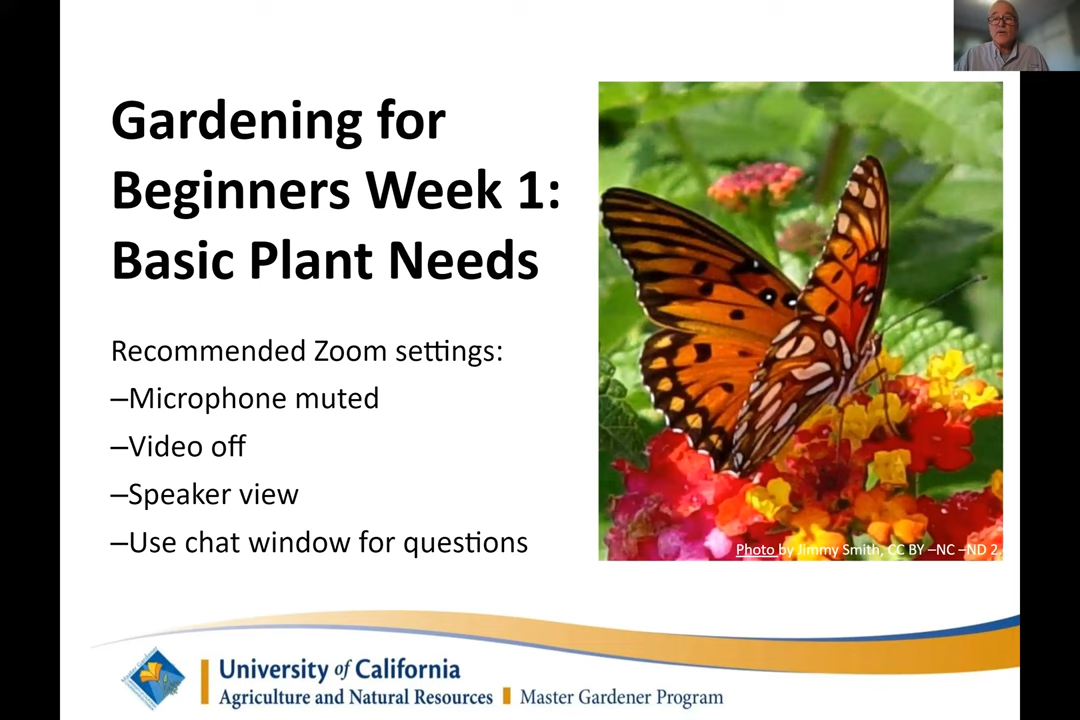 Gardening for
Beginners Week 1:
Basic Plant Needs
Recommended Zoom settings:
–Microphone muted
–Video off
–Speaker view
–Use chat window for questions
Photo by Jimmy Smith, CC BY –NC –ND 2.
University of California
Agriculture and Natural Resources
Master Gardener Program